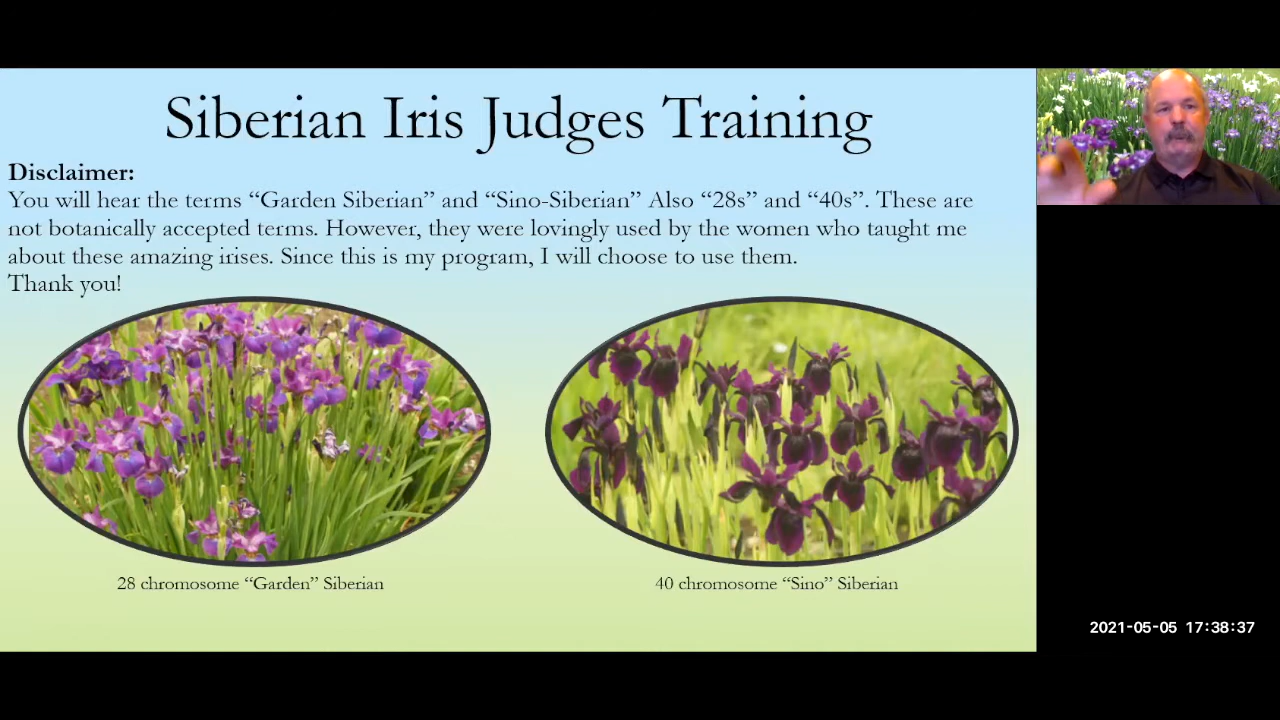 Siberian Iris Judges Training
Disclaimer:
You will hear the terms “Garden Siberian” and “Sino-Siberian” Also “28s” and “40s”. These are
not botanically accepted terms. However, they were lovingly used by the women who taught me
about these amazing irises. Since this is my program, I will choose to use them.
Thank you!
28 chromosome “Garden” Siberian
40 chromosome “Sino” Siberian
2021-05-05 17:38:37